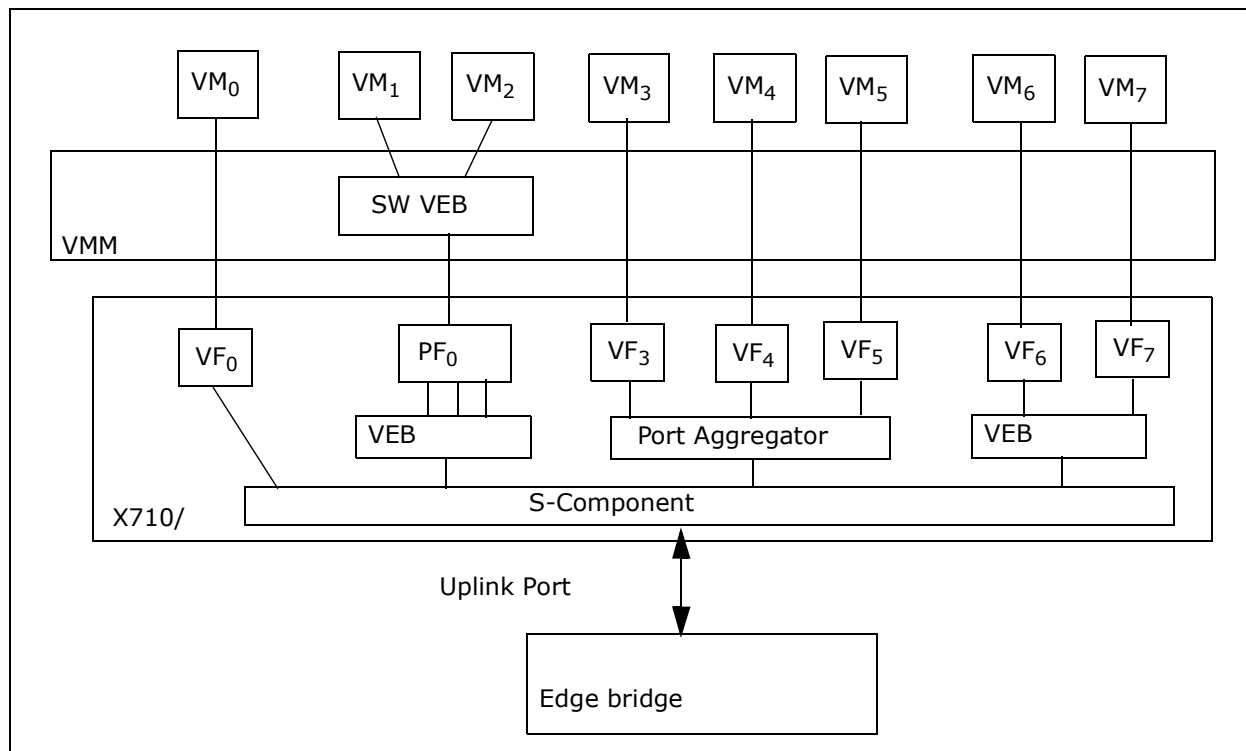 VM0 VM1 VM2 VM3 VM4 VM5 VM6 VM7
SW VEB
VMM
VF0 PF0 VF3 VF4 VF5 VF6 VF7
VEB Port Aggregator VEB
S-Component
X710/
Uplink Port
Edge bridge